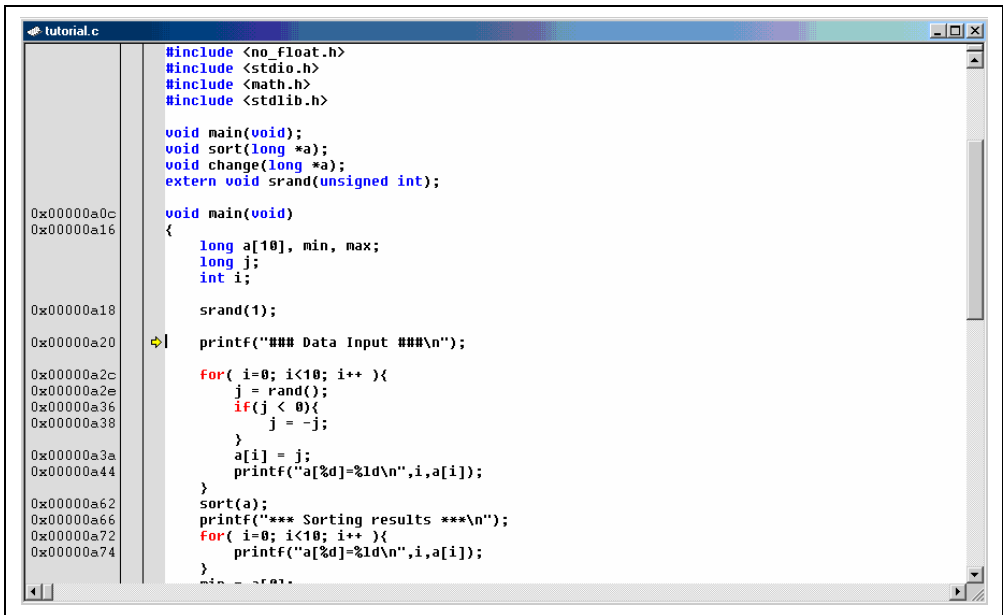 tutorial.c
#include <no_float.h>
#include <stdio.h>
#include <math.h>
#include <stdlib.h>
void main(void);
void sort(long *a);
void change(long *a);
extern void srand(unsigned int);
0x00000a0c void main(void)
0x00000a16 {
long a[10], min, max;
long j;
int i;
0x00000a18 srand(1);
0x00000a20 printf("### Data Input ###\n");
0x00000a2c for( i=0; i<10; i++ ){
0x00000a2e j = rand();
0x00000a36 if(j < 0){
0x00000a38 j = -j;
}
0x00000a3a a[i] = j;
0x00000a44 printf("a[%d]=%ld\n",i,a[i]);
}
0x00000a62 sort(a);
0x00000a66 printf("*** Sorting results ***\n");
0x00000a72 for( i=0; i<10; i++ ){
0x00000a74 printf("a[%d]=%ld\n",i,a[i]);
}
min = a[0];